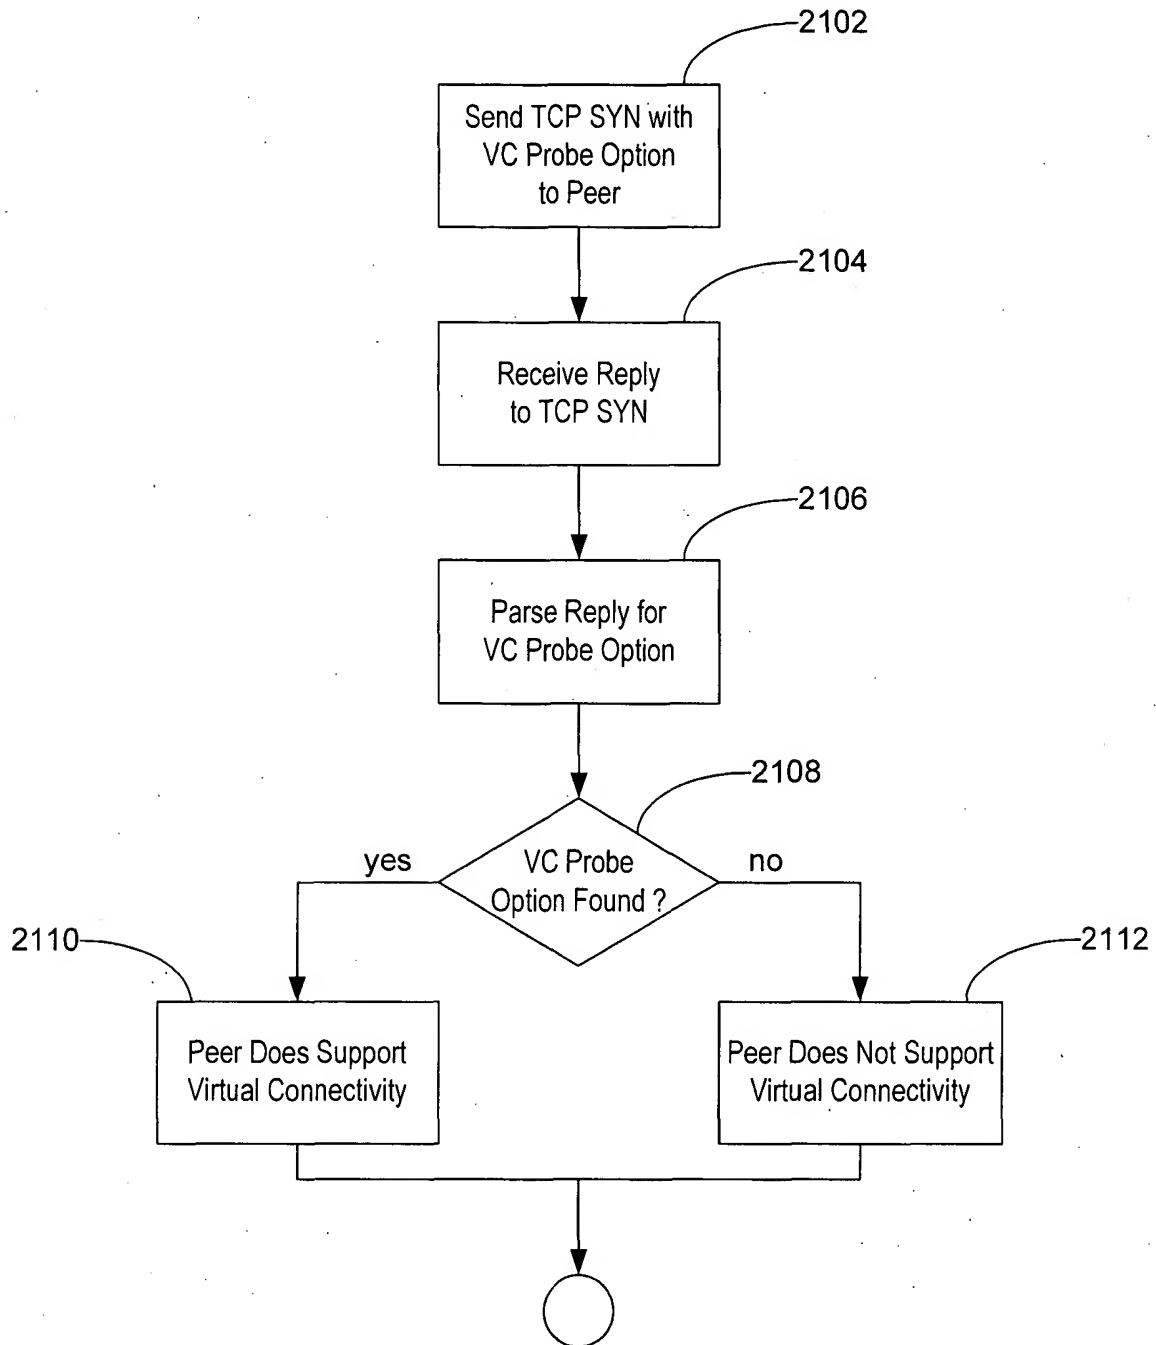 2102
Send TCP SYN with
VC Probe Option
to Peer
2104
Receive Reply
to TCP SYN
2106
Parse Reply for
VC Probe Option
2108
yes
VC Probe
Option Found ?
no
2110
2112
Peer Does Support
Virtual Connectivity
Peer Does Not Support
Virtual Connectivity